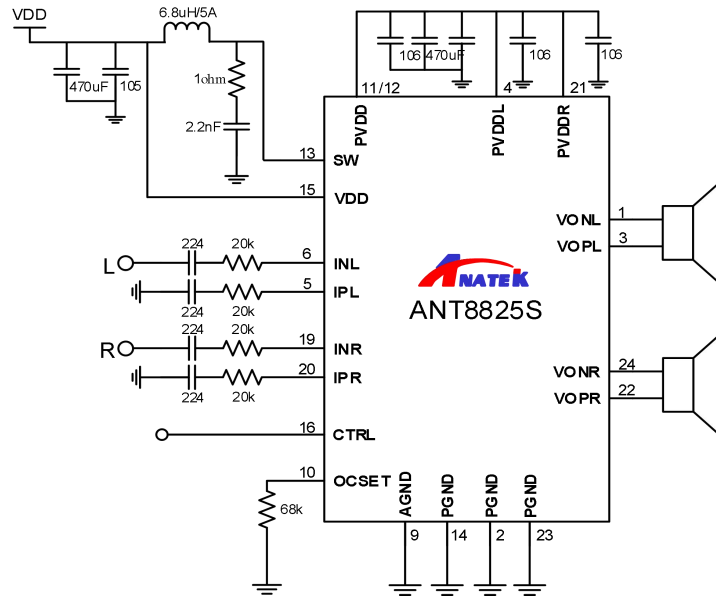 VDD
6.8uH/5A
470uF
105
1ohm
2.2nF
106
470uF
106
106
11/12
4
21
PVDD
PVDDL
PVDDR
13
SW
15
VDD
L
224
20k
6
INL
224
20k
5
IPL
R
224
20k
19
INR
224
20k
20
IPR
16
CTRL
10
OCSET
68k
ANATEK
ANT8825S
VONL
1
VOPL
3
VONR
24
VOPR
22
AGND
PGND
PGND
PGND
9
14
2
23